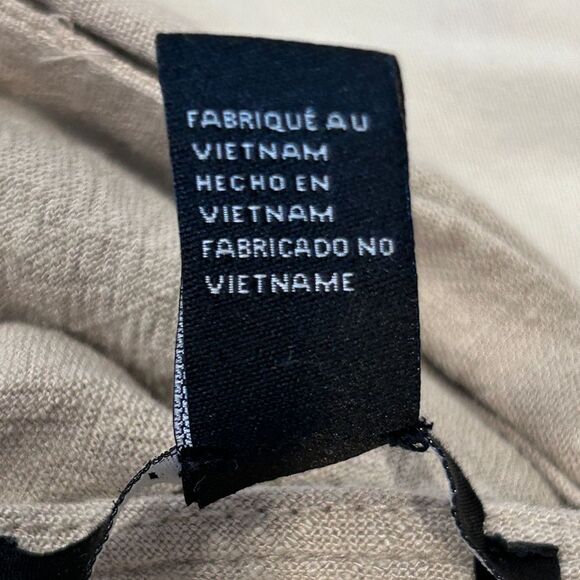 FABRIQUÉ AU
VIETNAM
HECHO EN
VIETNAM
FABRICADO NO
VIETNAME